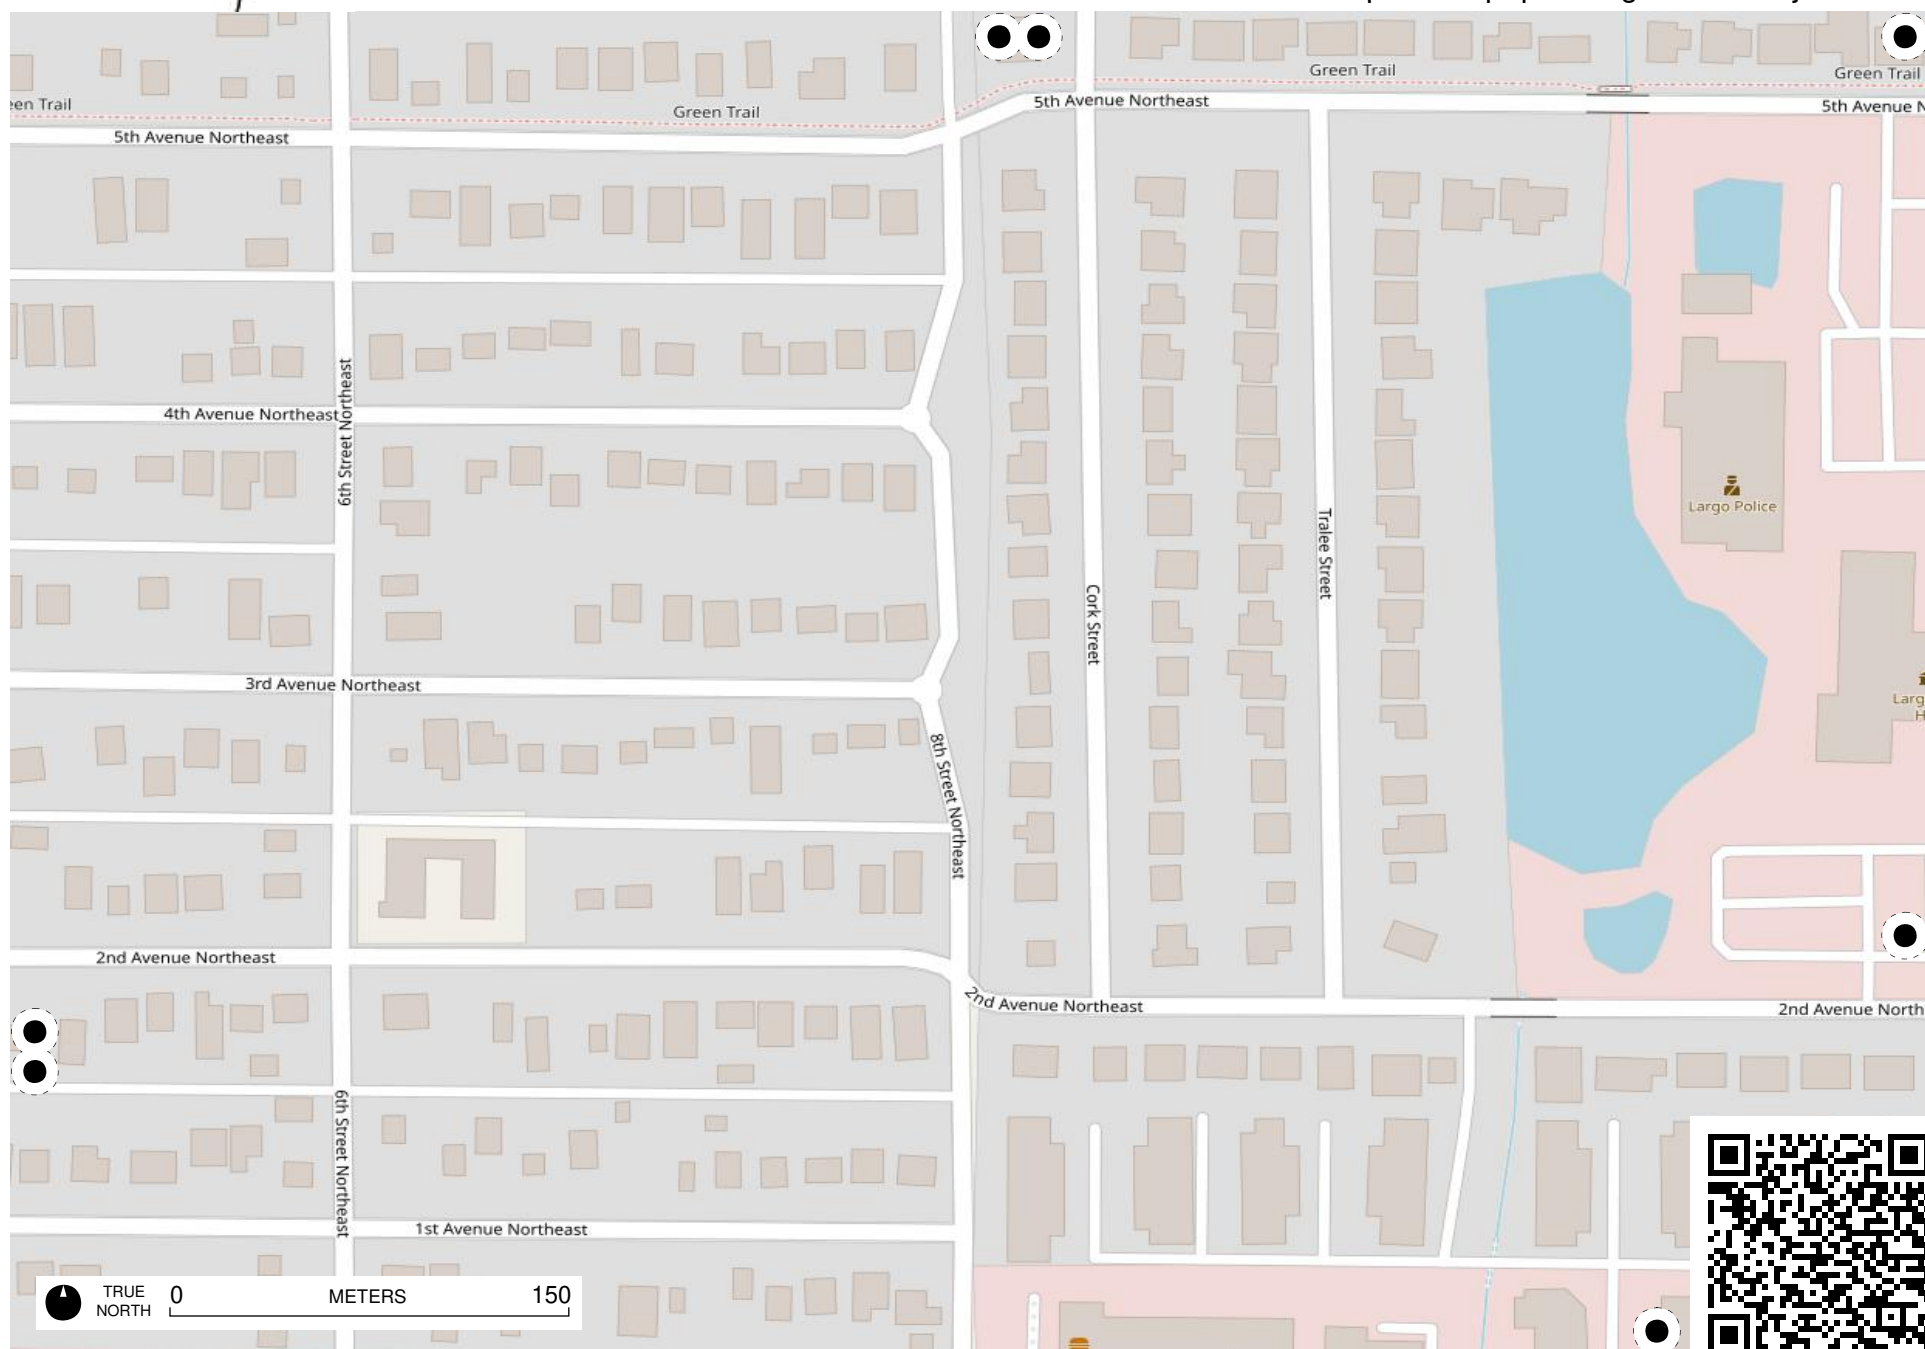 Green Trail
Green Trail
Green Trail
5th Avenue Northeast
5th Avenue N
5th Avenue Northeast
4th Avenue Northeast
6th Street Northeast
Largo Police
Tralee Street
Cork Street
3rd Avenue Northeast
Larg
H
8th Street Northeast
2nd Avenue Northeast
2nd Avenue Northeast
2nd Avenue North
6th Street Northeast
1st Avenue Northeast
TRUE
NORTH
0
METERS
150